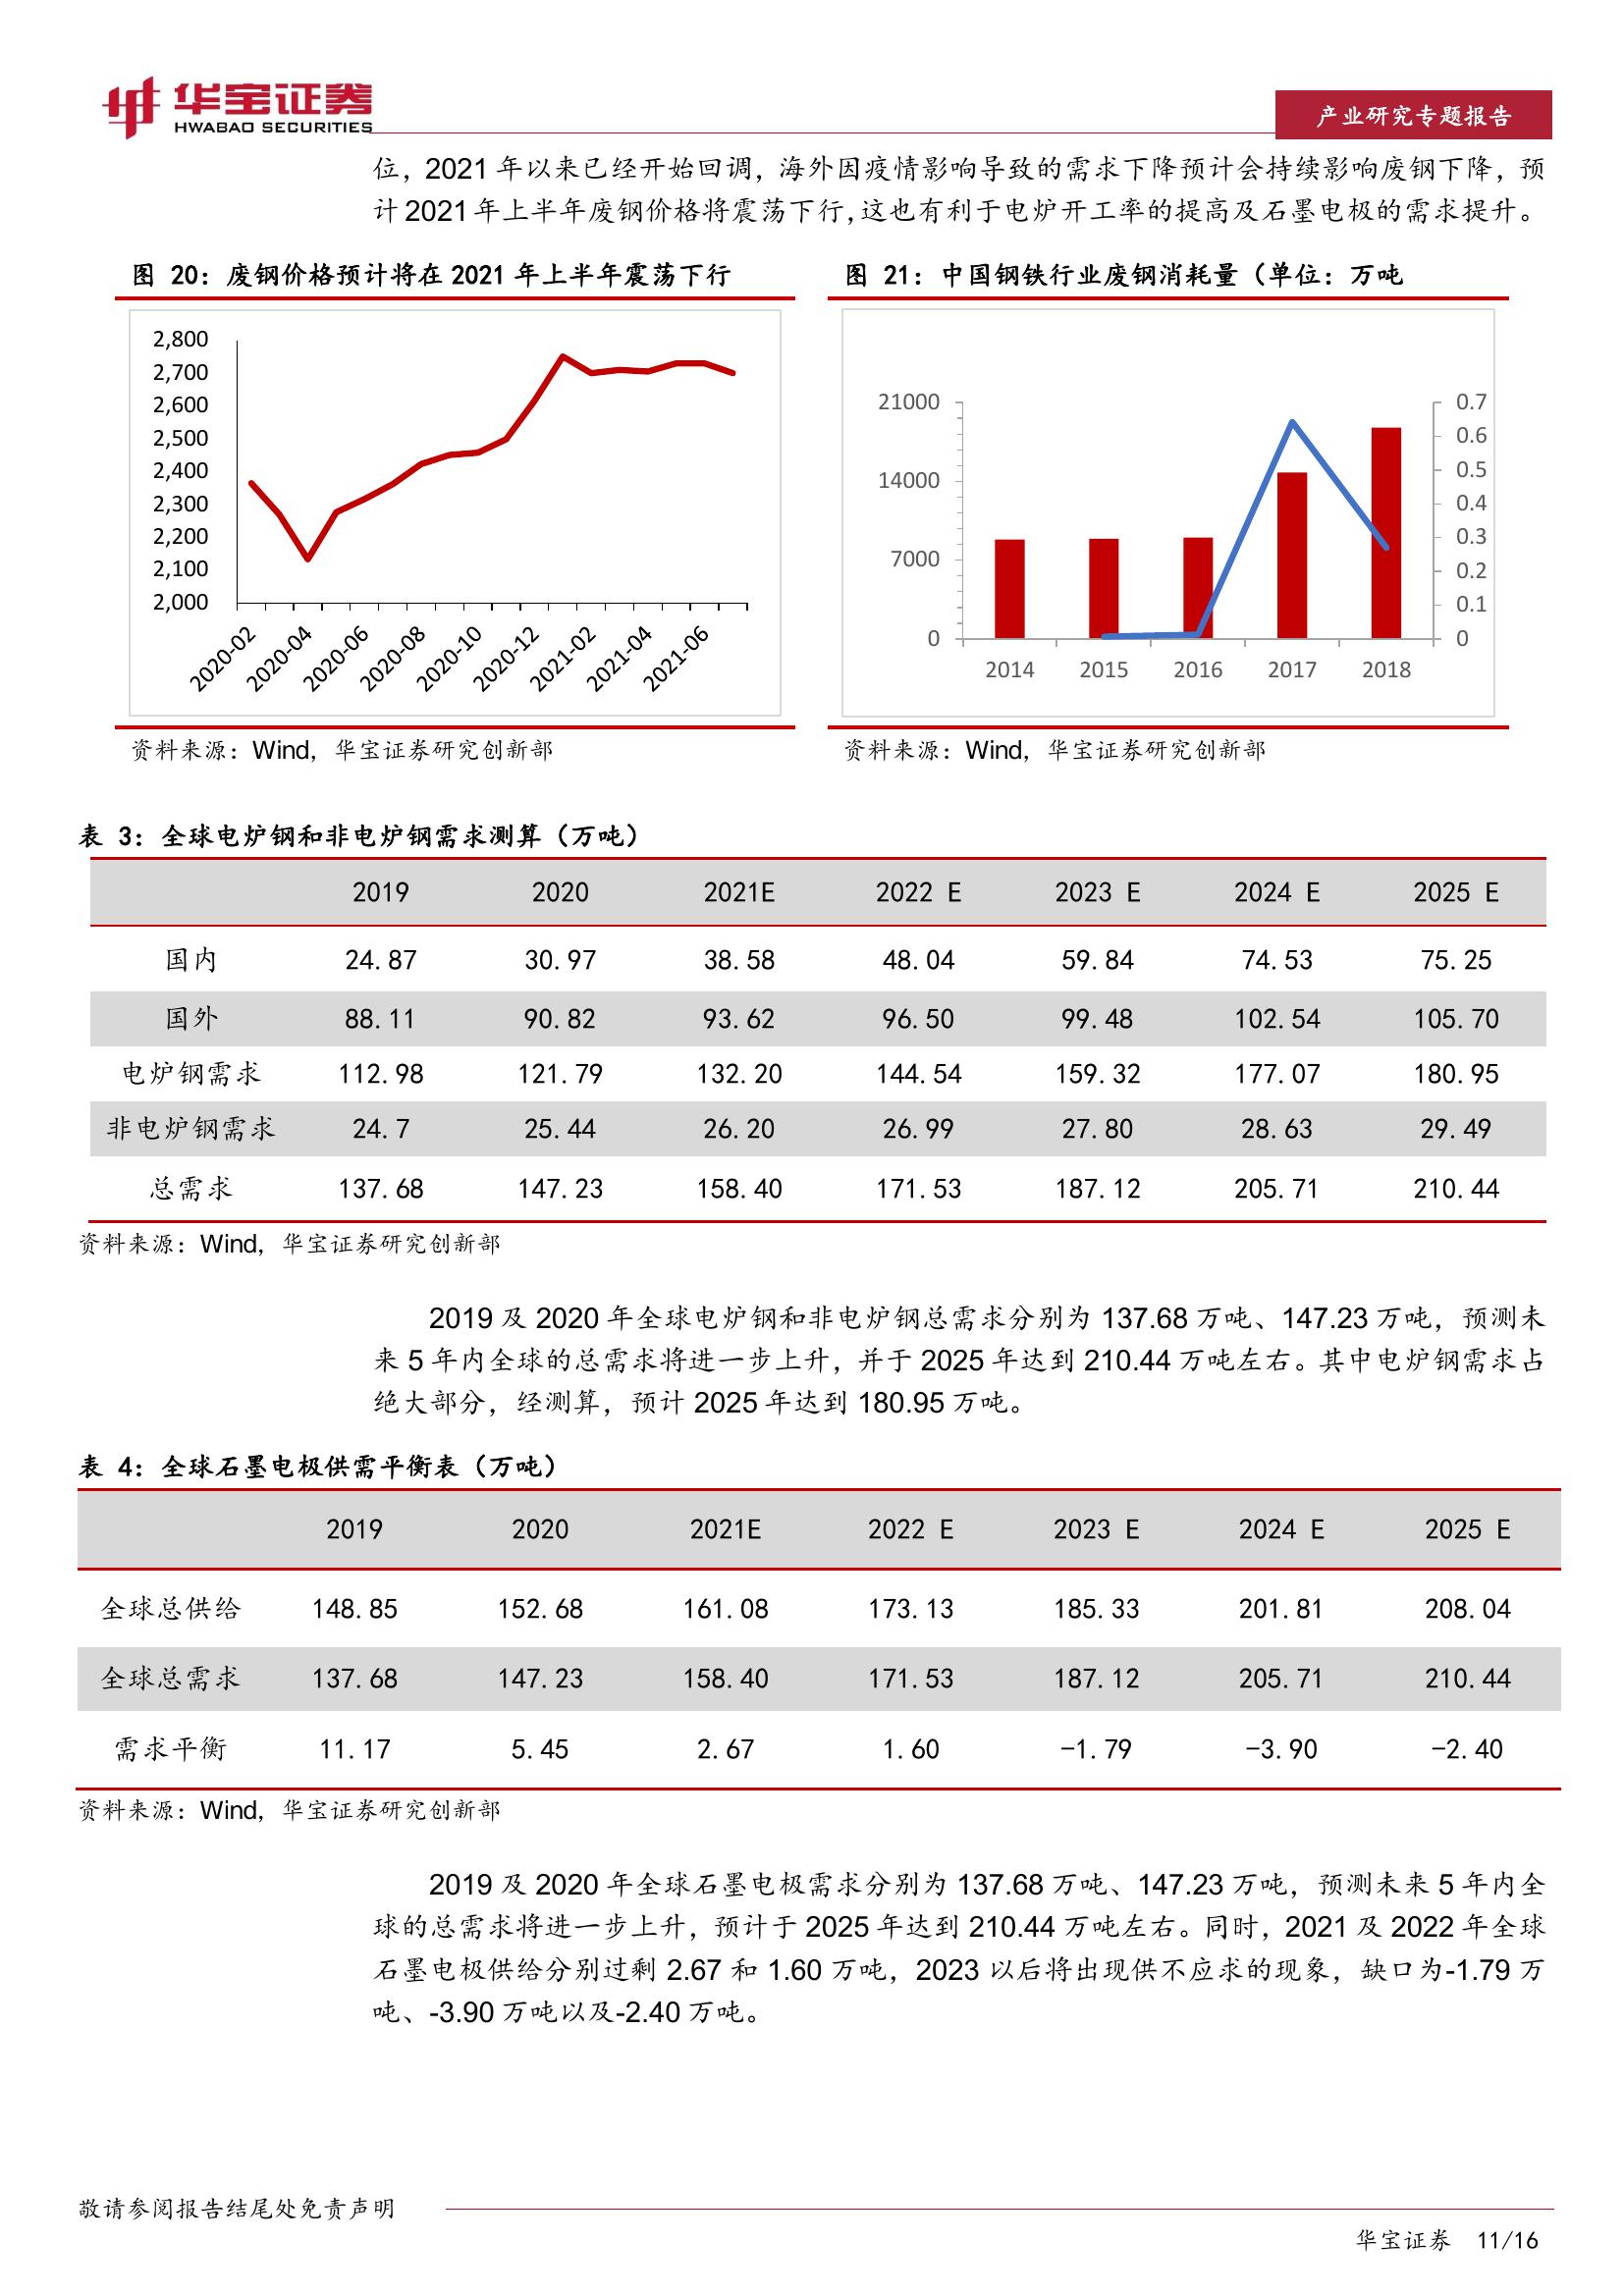 华宝证券
HWABAO SECURITIES
产业研究专题报告
位，2021 年以来已经开始回调，海外因疫情影响导致的需求下降预计会持续影响废钢下降，预
计 2021 年上半年废钢价格将震荡下行，这也有利于电炉开工率的提高及石墨电极的需求提升。
图 20：废钢价格预计将在 2021 年上半年震荡下行
2,800
2,700
2,600
2,500
2,400
2,300
2,200
2,100
2,000
2020-02 2020-04 2020-06 2020-08 2020-10 2020-12 2021-02 2021-04 2021-06
资料来源：Wind，华宝证券研究创新部
图 21：中国钢铁行业废钢消耗量（单位：万吨
21000
14000
7000
0
0.7
0.6
0.5
0.4
0.3
0.2
0.1
0
2014 2015 2016 2017 2018
资料来源：Wind，华宝证券研究创新部
表 3：全球电炉钢和非电炉钢需求测算（万吨）
2019 2020 2021E 2022 E 2023 E 2024 E 2025 E
国内 24.87 30.97 38.58 48.04 59.84 74.53 75.25
国外 88.11 90.82 93.62 96.50 99.48 102.54 105.70
电炉钢需求 112.98 121.79 132.20 144.54 159.32 177.07 180.95
非电炉钢需求 24.7 25.44 26.20 26.99 27.80 28.63 29.49
总需求 137.68 147.23 158.40 171.53 187.12 205.71 210.44
资料来源：Wind，华宝证券研究创新部
2019 及 2020 年全球电炉钢和非电炉钢总需求分别为 137.68 万吨、147.23 万吨，预测未
来 5 年内全球的总需求将进一步上升，并于 2025 年达到 210.44 万吨左右。其中电炉钢需求占
绝大部分，经测算，预计 2025 年达到 180.95 万吨。
表 4：全球石墨电极供需平衡表（万吨）
2019 2020 2021E 2022 E 2023 E 2024 E 2025 E
全球总供给 148.85 152.68 161.08 173.13 185.33 201.81 208.04
全球总需求 137.68 147.23 158.40 171.53 187.12 205.71 210.44
需求平衡 11.17 5.45 2.67 1.60 -1.79 -3.90 -2.40
资料来源：Wind，华宝证券研究创新部
2019 及 2020 年全球石墨电极需求分别为 137.68 万吨、147.23 万吨，预测未来 5 年内全
球的总需求将进一步上升，预计于 2025 年达到 210.44 万吨左右。同时，2021 及 2022 年全球
石墨电极供给分别过剩 2.67 和 1.60 万吨，2023 以后将出现供不应求的现象，缺口为-1.79 万
吨、-3.90 万吨以及-2.40 万吨。
敬请参阅报告结尾处免责声明
华宝证券 11/16